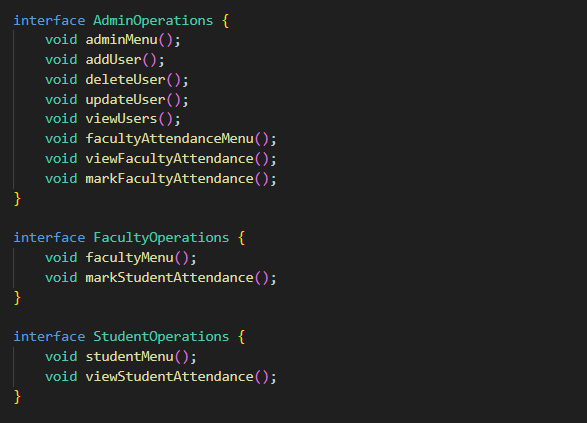 interface AdminOperations {
    void adminMenu();
    void addUser();
    void deleteUser();
    void updateUser();
    void viewUsers();
    void facultyAttendanceMenu();
    void viewFacultyAttendance();
    void markFacultyAttendance();
}

interface FacultyOperations {
    void facultyMenu();
    void markStudentAttendance();
}

interface StudentOperations {
    void studentMenu();
    void viewStudentAttendance();
}